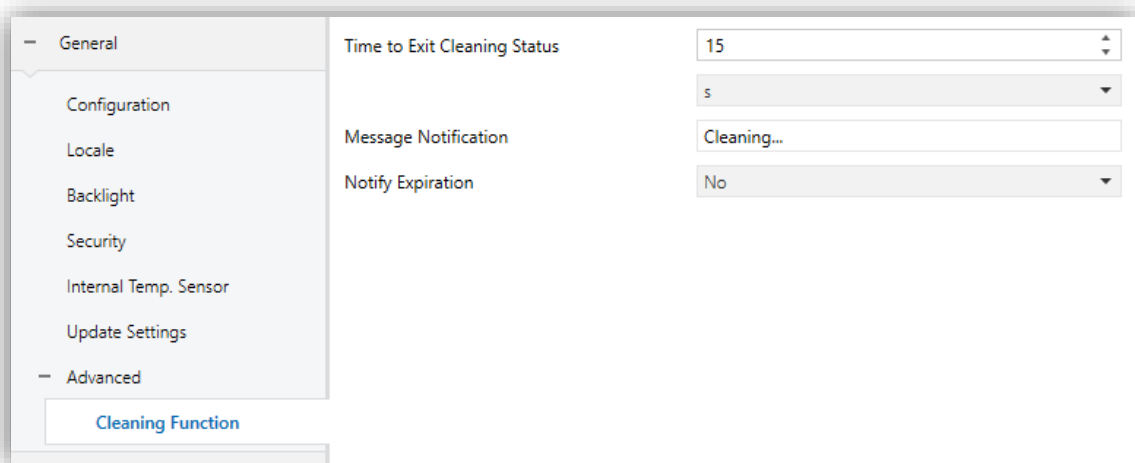 General
Configuration
Locale
Backlight
Security
Internal Temp. Sensor
Update Settings
Advanced
Cleaning Function
Time to Exit Cleaning Status 15
s
Message Notification Cleaning...
Notify Expiration No